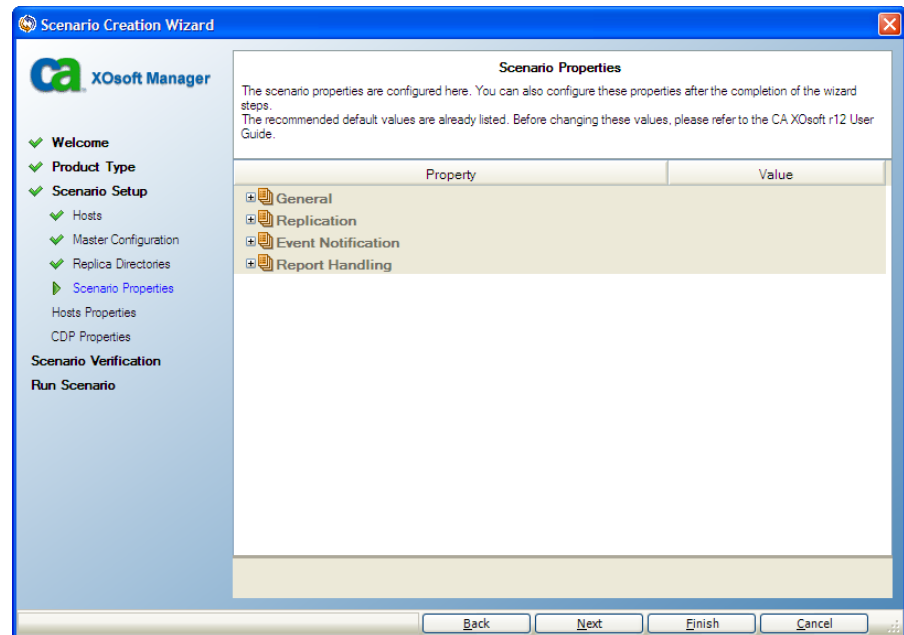 Scenario Creation Wizard
ca XOsoft Manager
Welcome
Product Type
Scenario Setup
Hosts
Master Configuration
Replica Directories
Scenario Properties
Hosts Properties
CDP Properties
Scenario Verification
Run Scenario
Scenario Properties
The scenario properties are configured here. You can also configure these properties after the completion of the wizard
steps.
The recommended default values are already listed. Before changing these values, please refer to the CA XOsoft r12 User
Guide.
Property Value
General
Replication
Event Notification
Report Handling
Back Next Finish Cancel